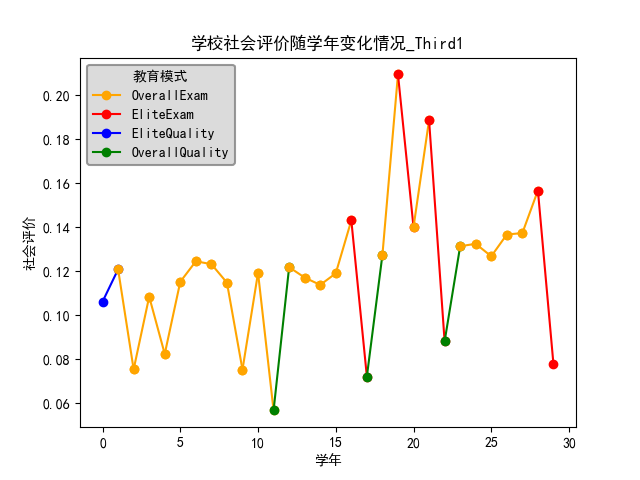 学校社会评价随学年变化情况_Third1
教育模式
OverallExam
EliteExam
EliteQuality
OverallQuality
社会评价
0.20
0.18
0.16
0.14
0.12
0.10
0.08
0.06
0 5 10 15 20 25 30
学年